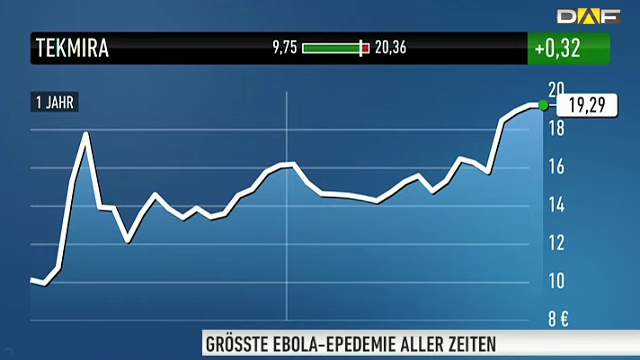 DAF
TEKMIRA
9,75
20,36
+0,32
1 JAHR
20
19,29
18
16
14
12
10
8 €
GRÖSSTE EBOLA-EPEDEMIE ALLER ZEITEN